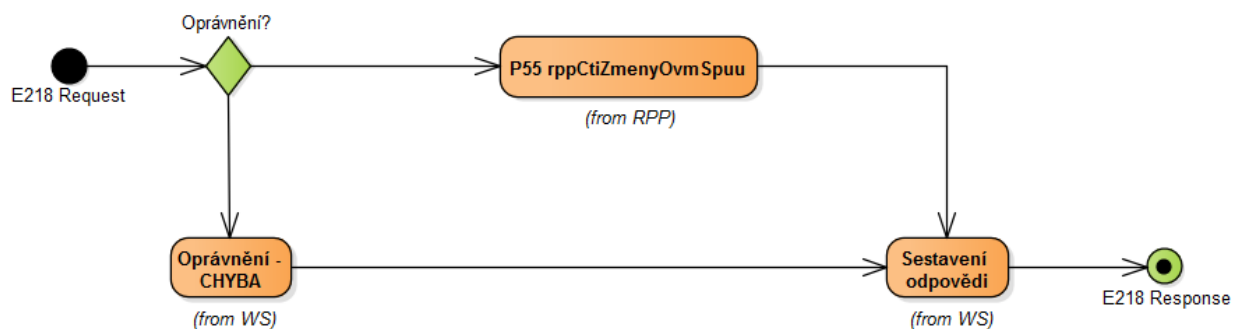 Oprávnění?
E218 Request
P55 rppCtiZmenyOvmSpuu
(from RPP)
Oprávnění -
CHYBA
(from WS)
Sestavení
odpovědi
(from WS)
E218 Response